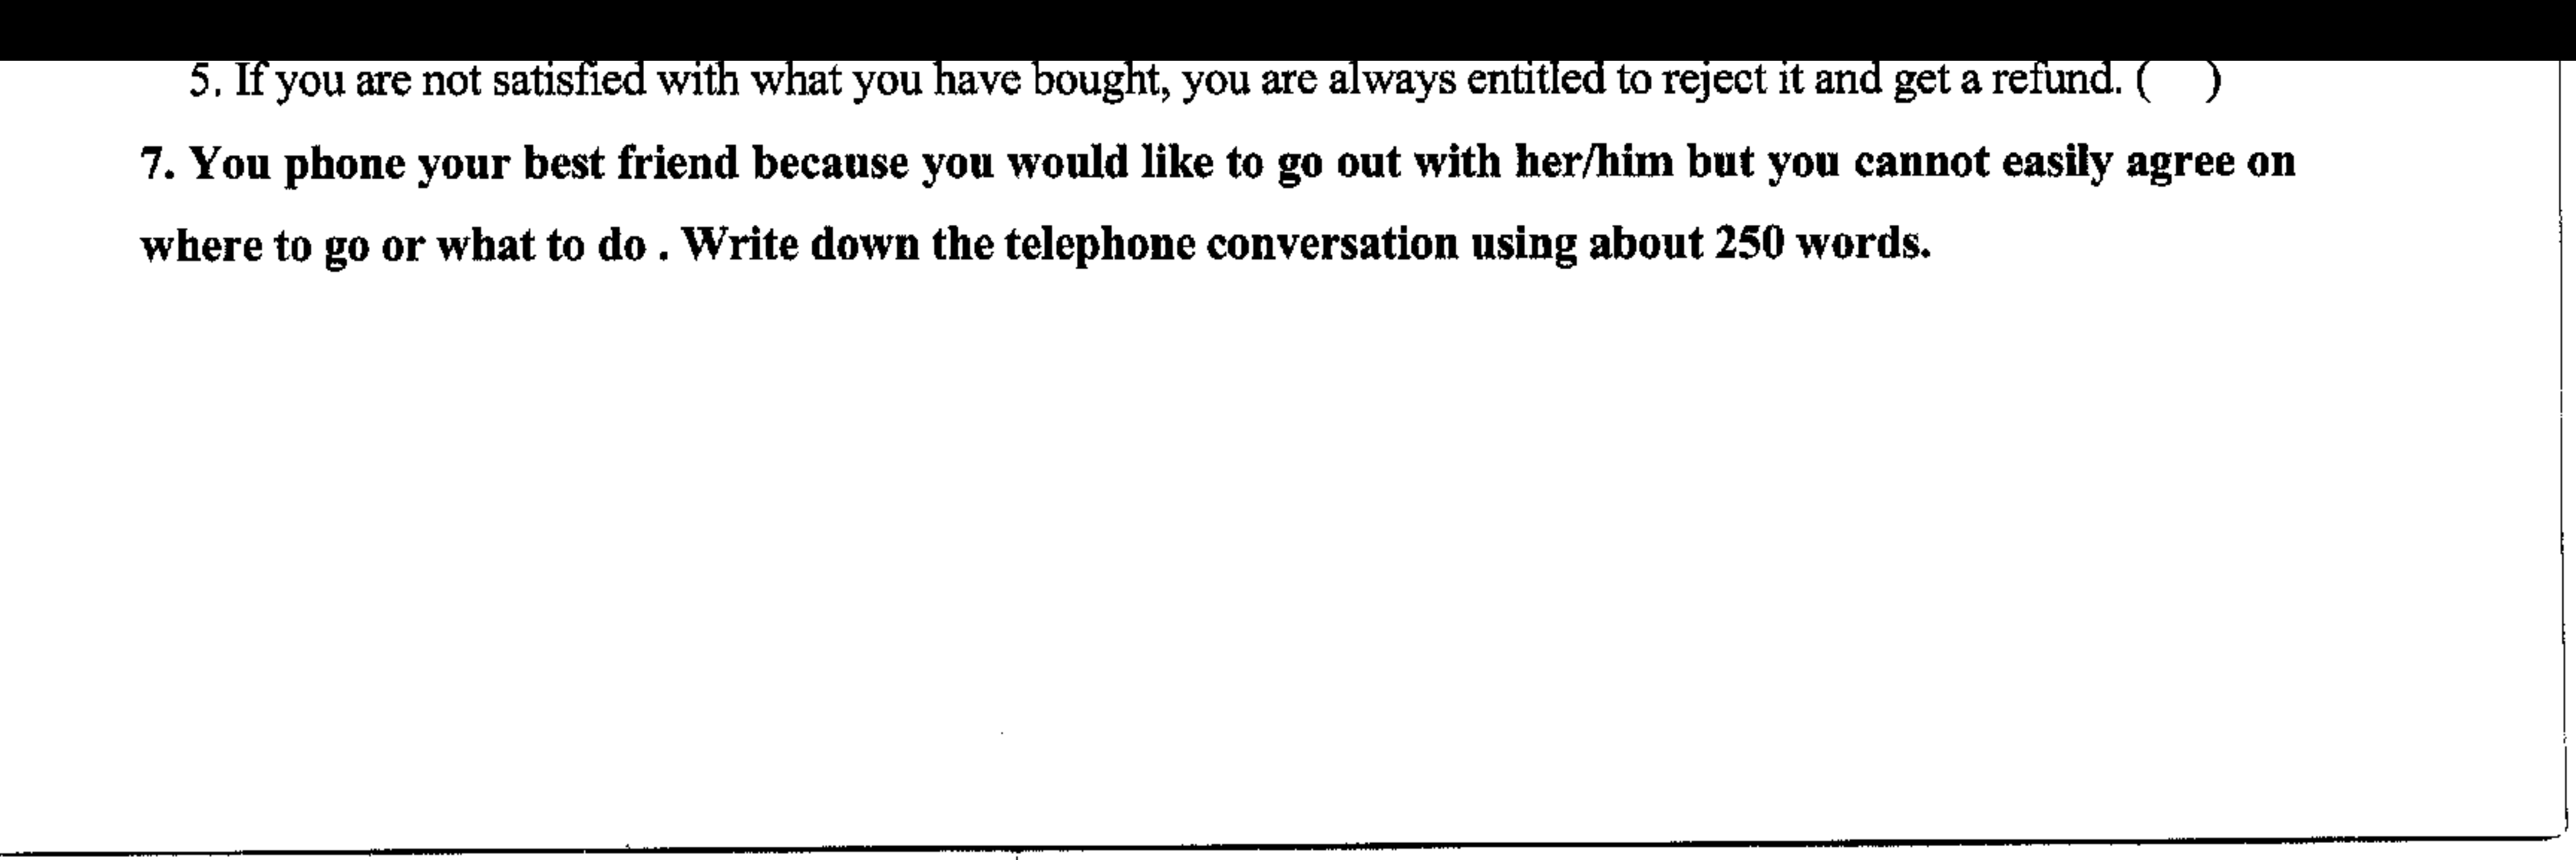 5. If you are not satisfied with what you have bought, you are always entitled to reject it and get a refund. (    )
7. You phone your best friend because you would like to go out with her/him but you cannot easily agree on
where to go or what to do . Write down the telephone conversation using about 250 words.